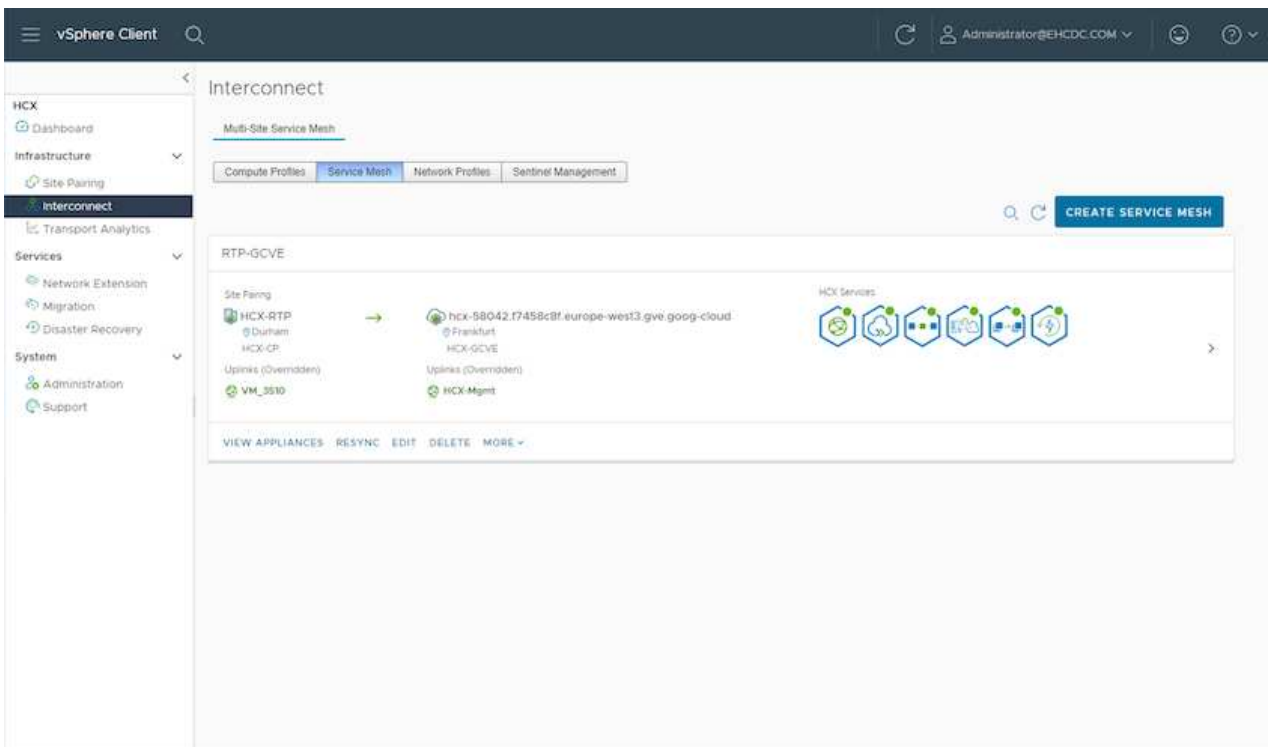 vSphere Client
Administrator@EHCDC.COM
HCX
Dashboard
Infrastructure
Site Pairing
Interconnect
Transport Analytics
Services
Network Extension
Migration
Disaster Recovery
System
Administration
Support
Interconnect
Multi-Site Service Mesh
Compute Profiles Service Mesh Network Profiles Sentinel Management
CREATE SERVICE MESH
RTP-GCVE
Site Pairing
HCX Services
HCX-RTP
hcx-58042.f7458c8f.europe-west3.gve.goog-cloud
Durham
Frankfurt
HCX-CP
HCX-GCVE
Uplinks (Overridden)
Uplinks (Overridden)
VM_3510
HCX-Mgmt
VIEW APPLIANCES RESYNC EDIT DELETE MORE